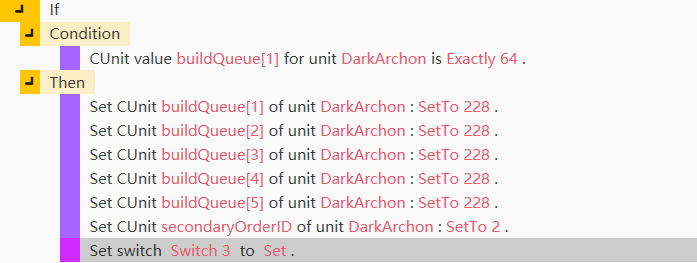 If
Condition
CUnit value buildQueue[1] for unit DarkArchon is Exactly 64 .
Then
Set CUnit buildQueue[1] of unit DarkArchon : SetTo 228 .
Set CUnit buildQueue[2] of unit DarkArchon : SetTo 228 .
Set CUnit buildQueue[3] of unit DarkArchon : SetTo 228 .
Set CUnit buildQueue[4] of unit DarkArchon : SetTo 228 .
Set CUnit buildQueue[5] of unit DarkArchon : SetTo 228 .
Set CUnit secondaryOrderID of unit DarkArchon : SetTo 2 .
Set switch Switch 3 to Set .